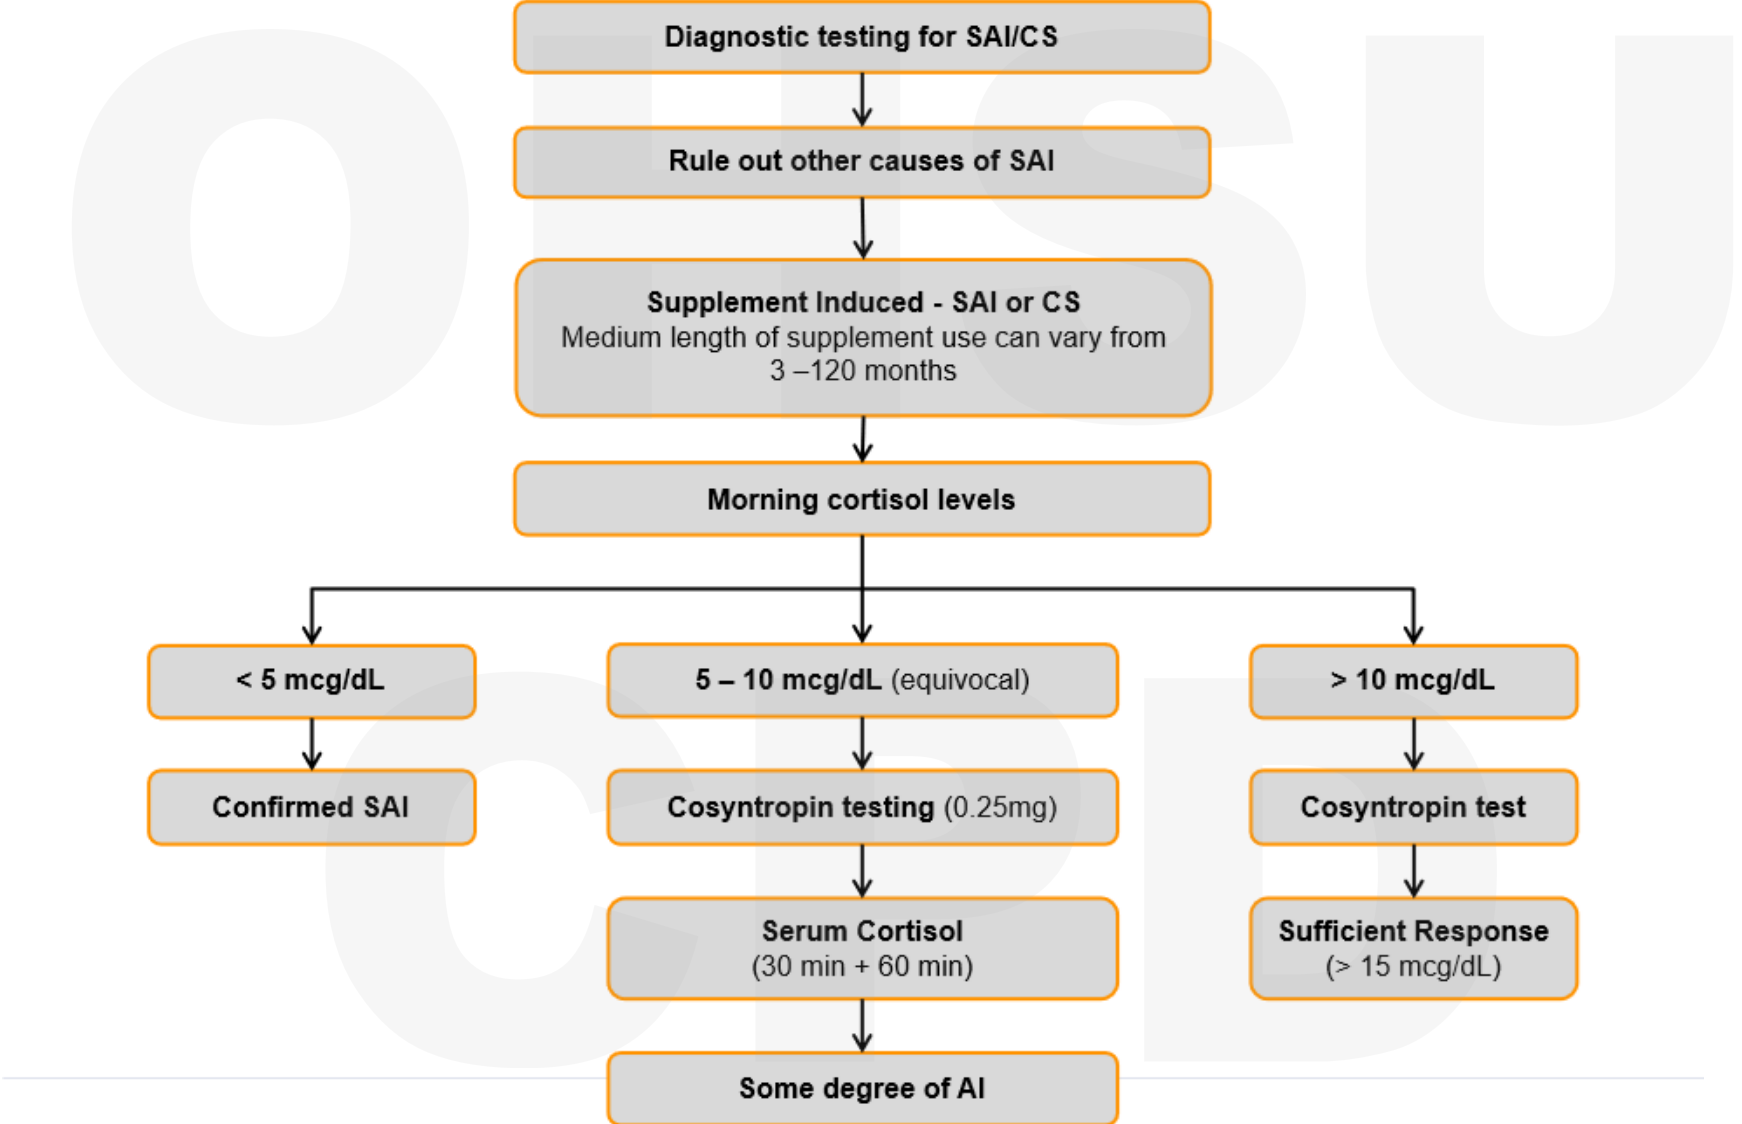 OHSU
CPD
Diagnostic testing for SAI/CS
Rule out other causes of SAI
Supplement Induced - SAI or CS
Medium length of supplement use can vary from
3 –120 months
Morning cortisol levels
< 5 mcg/dL
5 – 10 mcg/dL (equivocal)
> 10 mcg/dL
Confirmed SAI
Cosyntropin testing (0.25mg)
Cosyntropin test
Serum Cortisol
(30 min + 60 min)
Sufficient Response
(> 15 mcg/dL)
Some degree of AI